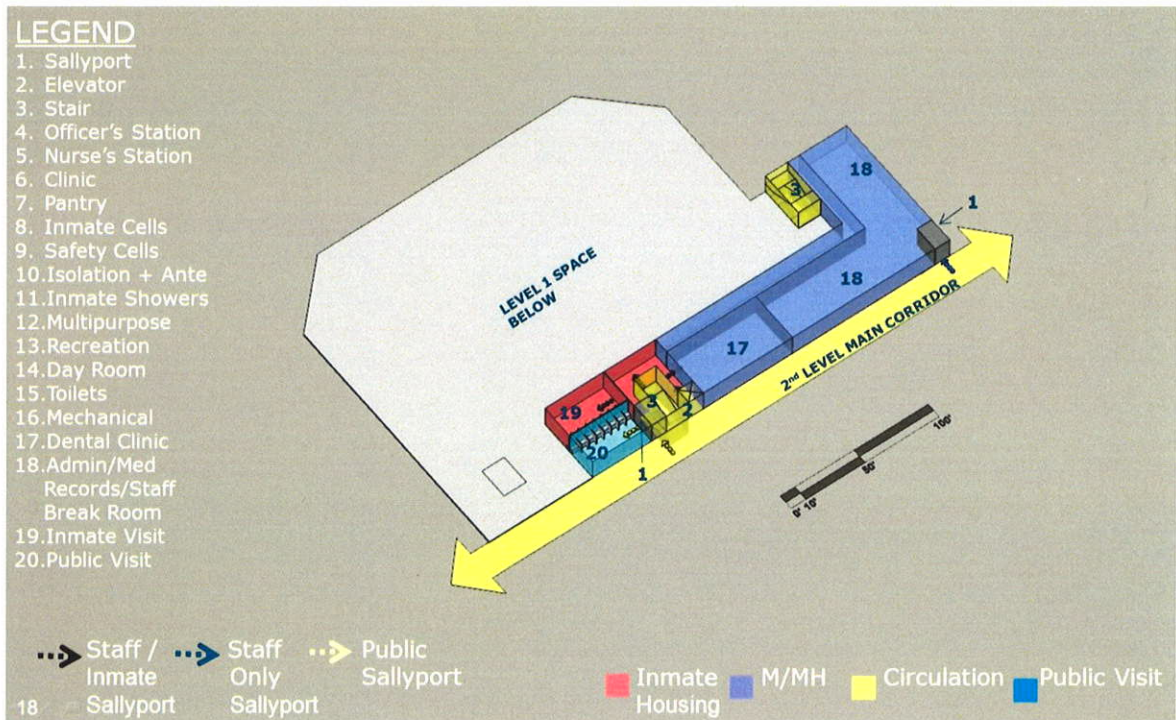 LEGEND
1. Sallyport
2. Elevator
3. Stair
4. Officer's Station
5. Nurse's Station
6. Clinic
7. Pantry
8. Inmate Cells
9. Safety Cells
10.Isolation + Ante
11.Inmate Showers
12.Multipurpose
13.Recreation
14.Day Room
15.Toilets
16.Mechanical
17.Dental Clinic
18.Admin/Med
Records/Staff
Break Room
19.Inmate Visit
20.Public Visit
18
3
1
LEVEL 1 SPACE
BELOW
18
17
2nd LEVEL MAIN CORRIDOR
3
2
19
20
1
0' 10' 50' 100'
Staff /
Inmate
Sallyport
Staff
Only
Sallyport
Public
Sallyport
Inmate
Housing
M/MH
Circulation
Public Visit
18